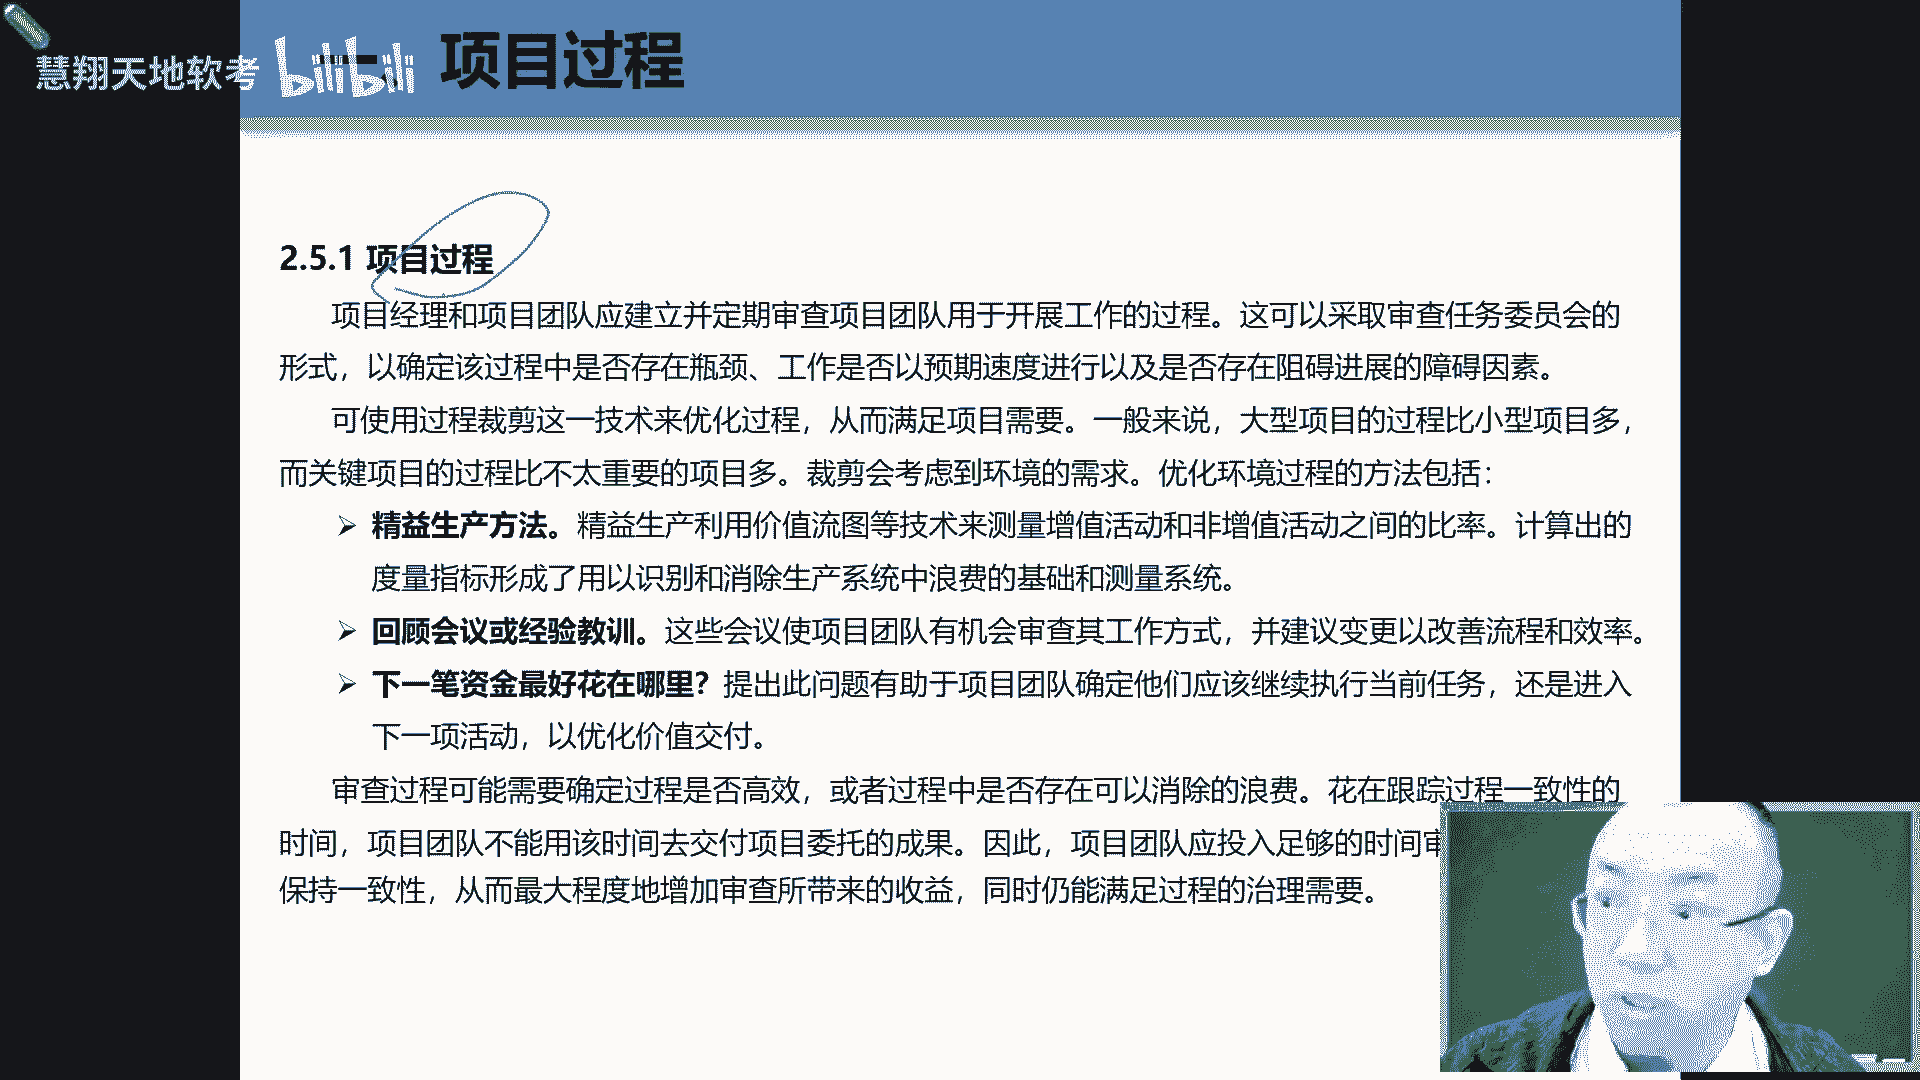 慧翔天地软考 bilibili
一、项目过程
2.5.1 项目过程
项目经理和项目团队应建立并定期审查项目团队用于开展工作的过程。这可以采取审查任务委员会的
形式，以确定该过程中是否存在瓶颈、工作是否以预期速度进行以及是否存在阻碍进展的障碍因素。
可使用过程裁剪这一技术来优化过程，从而满足项目需要。一般来说，大型项目的过程比小型项目多，
而关键项目的过程比不太重要的项目多。裁剪会考虑到环境的需求。优化环境过程的方法包括：
➢ 精益生产方法。精益生产利用价值流图等技术来测量增值活动和非增值活动之间的比率。计算出的
度量指标形成了用以识别和消除生产系统中浪费的基础和测量系统。
➢ 回顾会议或经验教训。这些会议使项目团队有机会审查其工作方式，并建议变更以改善流程和效率。
➢ 下一笔资金最好花在哪里？提出此问题有助于项目团队确定他们应该继续执行当前任务，还是进入
下一项活动，以优化价值交付。
审查过程可能需要确定过程是否高效，或者过程中是否存在可以消除的浪费。花在跟踪过程一致性的
时间，项目团队不能用该时间去交付项目委托的成果。因此，项目团队应投入足够的时间
保持一致性，从而最大程度地增加审查所带来的收益，同时仍能满足过程的治理需要。